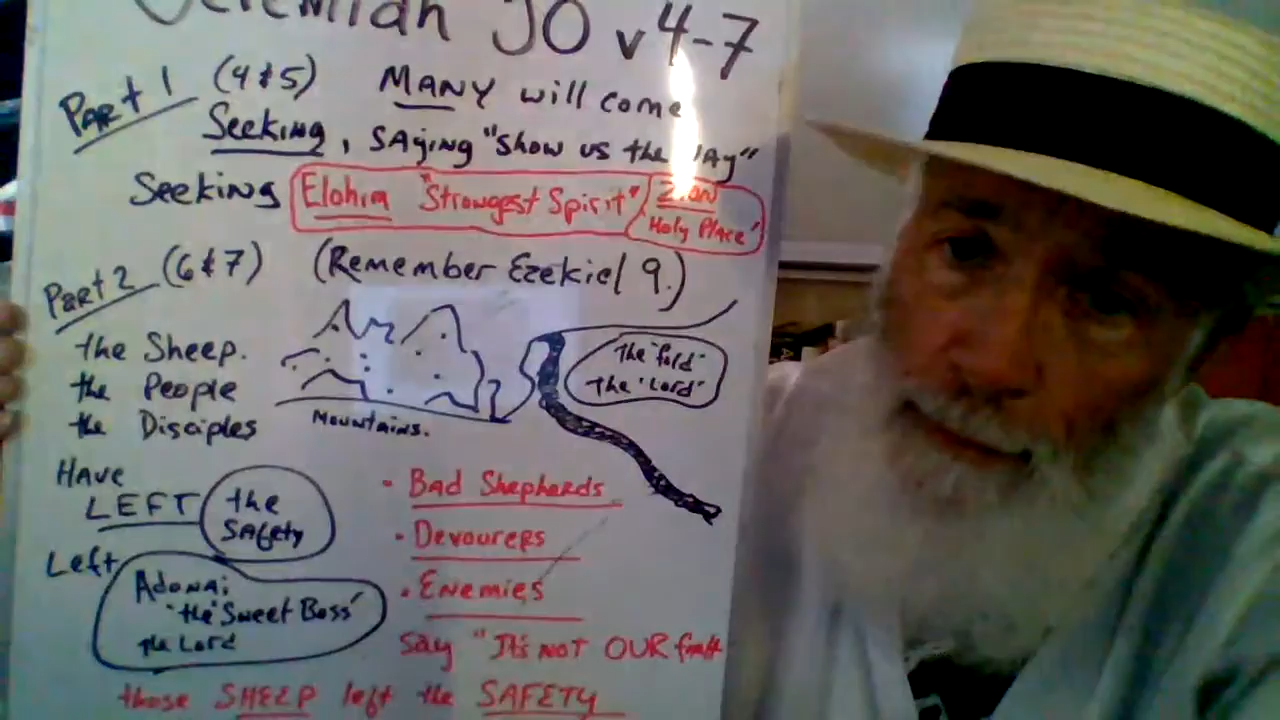 Jeremiah 50 v 4-7
Part 1 (4 & 5) MANY will come
Seeking, SAying "Show us the way"
Seeking Elohim "Strongest Spirit" Zion
Holy Place"
Part 2 (6 & 7) (Remember Ezekiel 9.)
the Sheep.
the People
the Disciples
Mountains.
The "fold"
The "Lord"
HAVE
LEFT the
SAfety
Left
Adonai
"the "Sweet Boss"
the Lord
• Bad Shepherds
• Devourers
• Enemies
say "It's NOT OUR fault
those SHEEP left the SAFETY